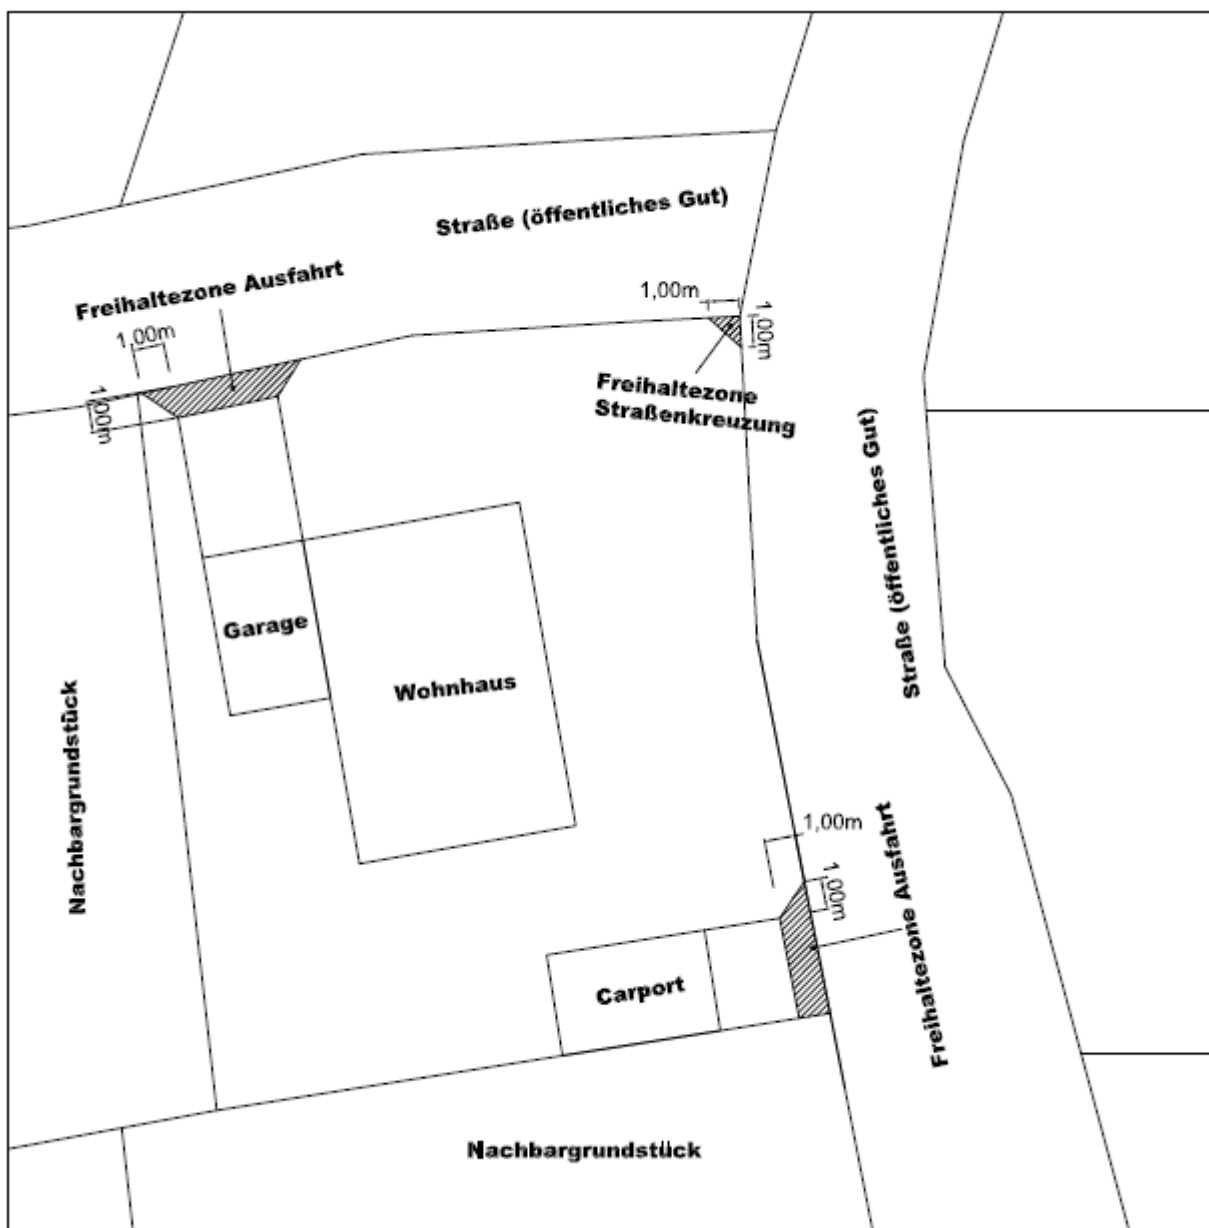 Straße (öffentliches Gut)
Freihaltezone Ausfahrt
1,00m
1,00m
1,00m
1,00m
Freihaltezone
Straßenkreuzung
Straße (öffentliches Gut)
Garage
Wohnhaus
Nachbargrundstück
1,00m
1,00m
Freihaltezone Ausfahrt
Carport
Nachbargrundstück